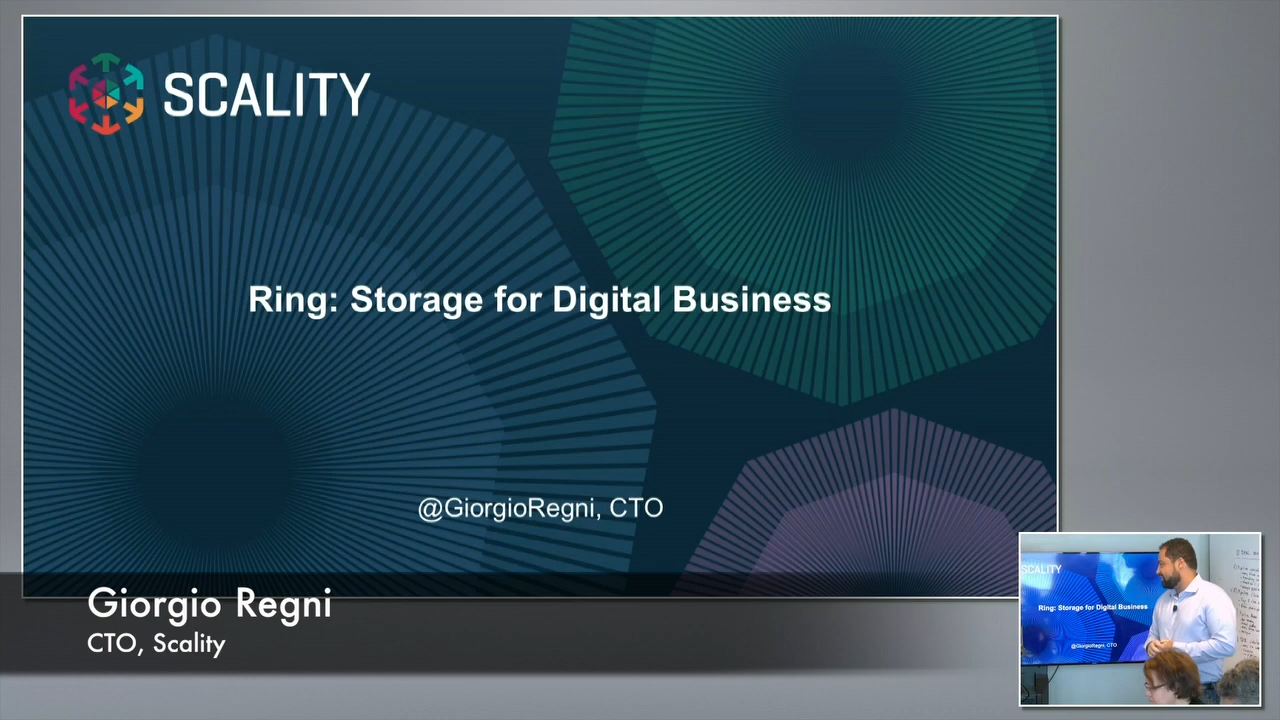 SCALITY
Ring: Storage for Digital Business
@GiorgioRegni, CTO
Giorgio Regni
CTO, Scality
SCALITY
Ring: Storage for Digital Business
@GiorgioRegni, CTO